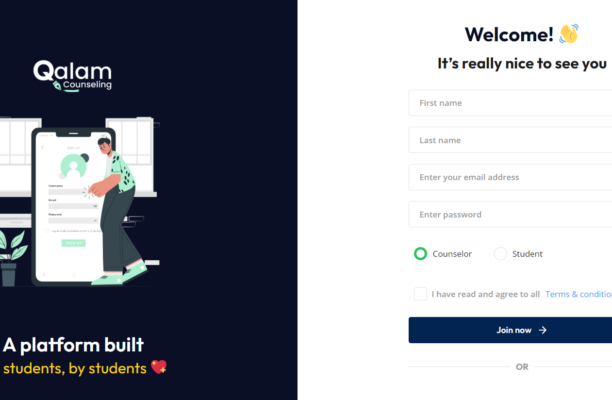 Qalam
Counseling
A platform built
students, by students
Welcome!
It's really nice to see you
First name
Last name
Enter your email address
Enter password
Counselor
Student
I have read and agree to all Terms &
Join now
OR